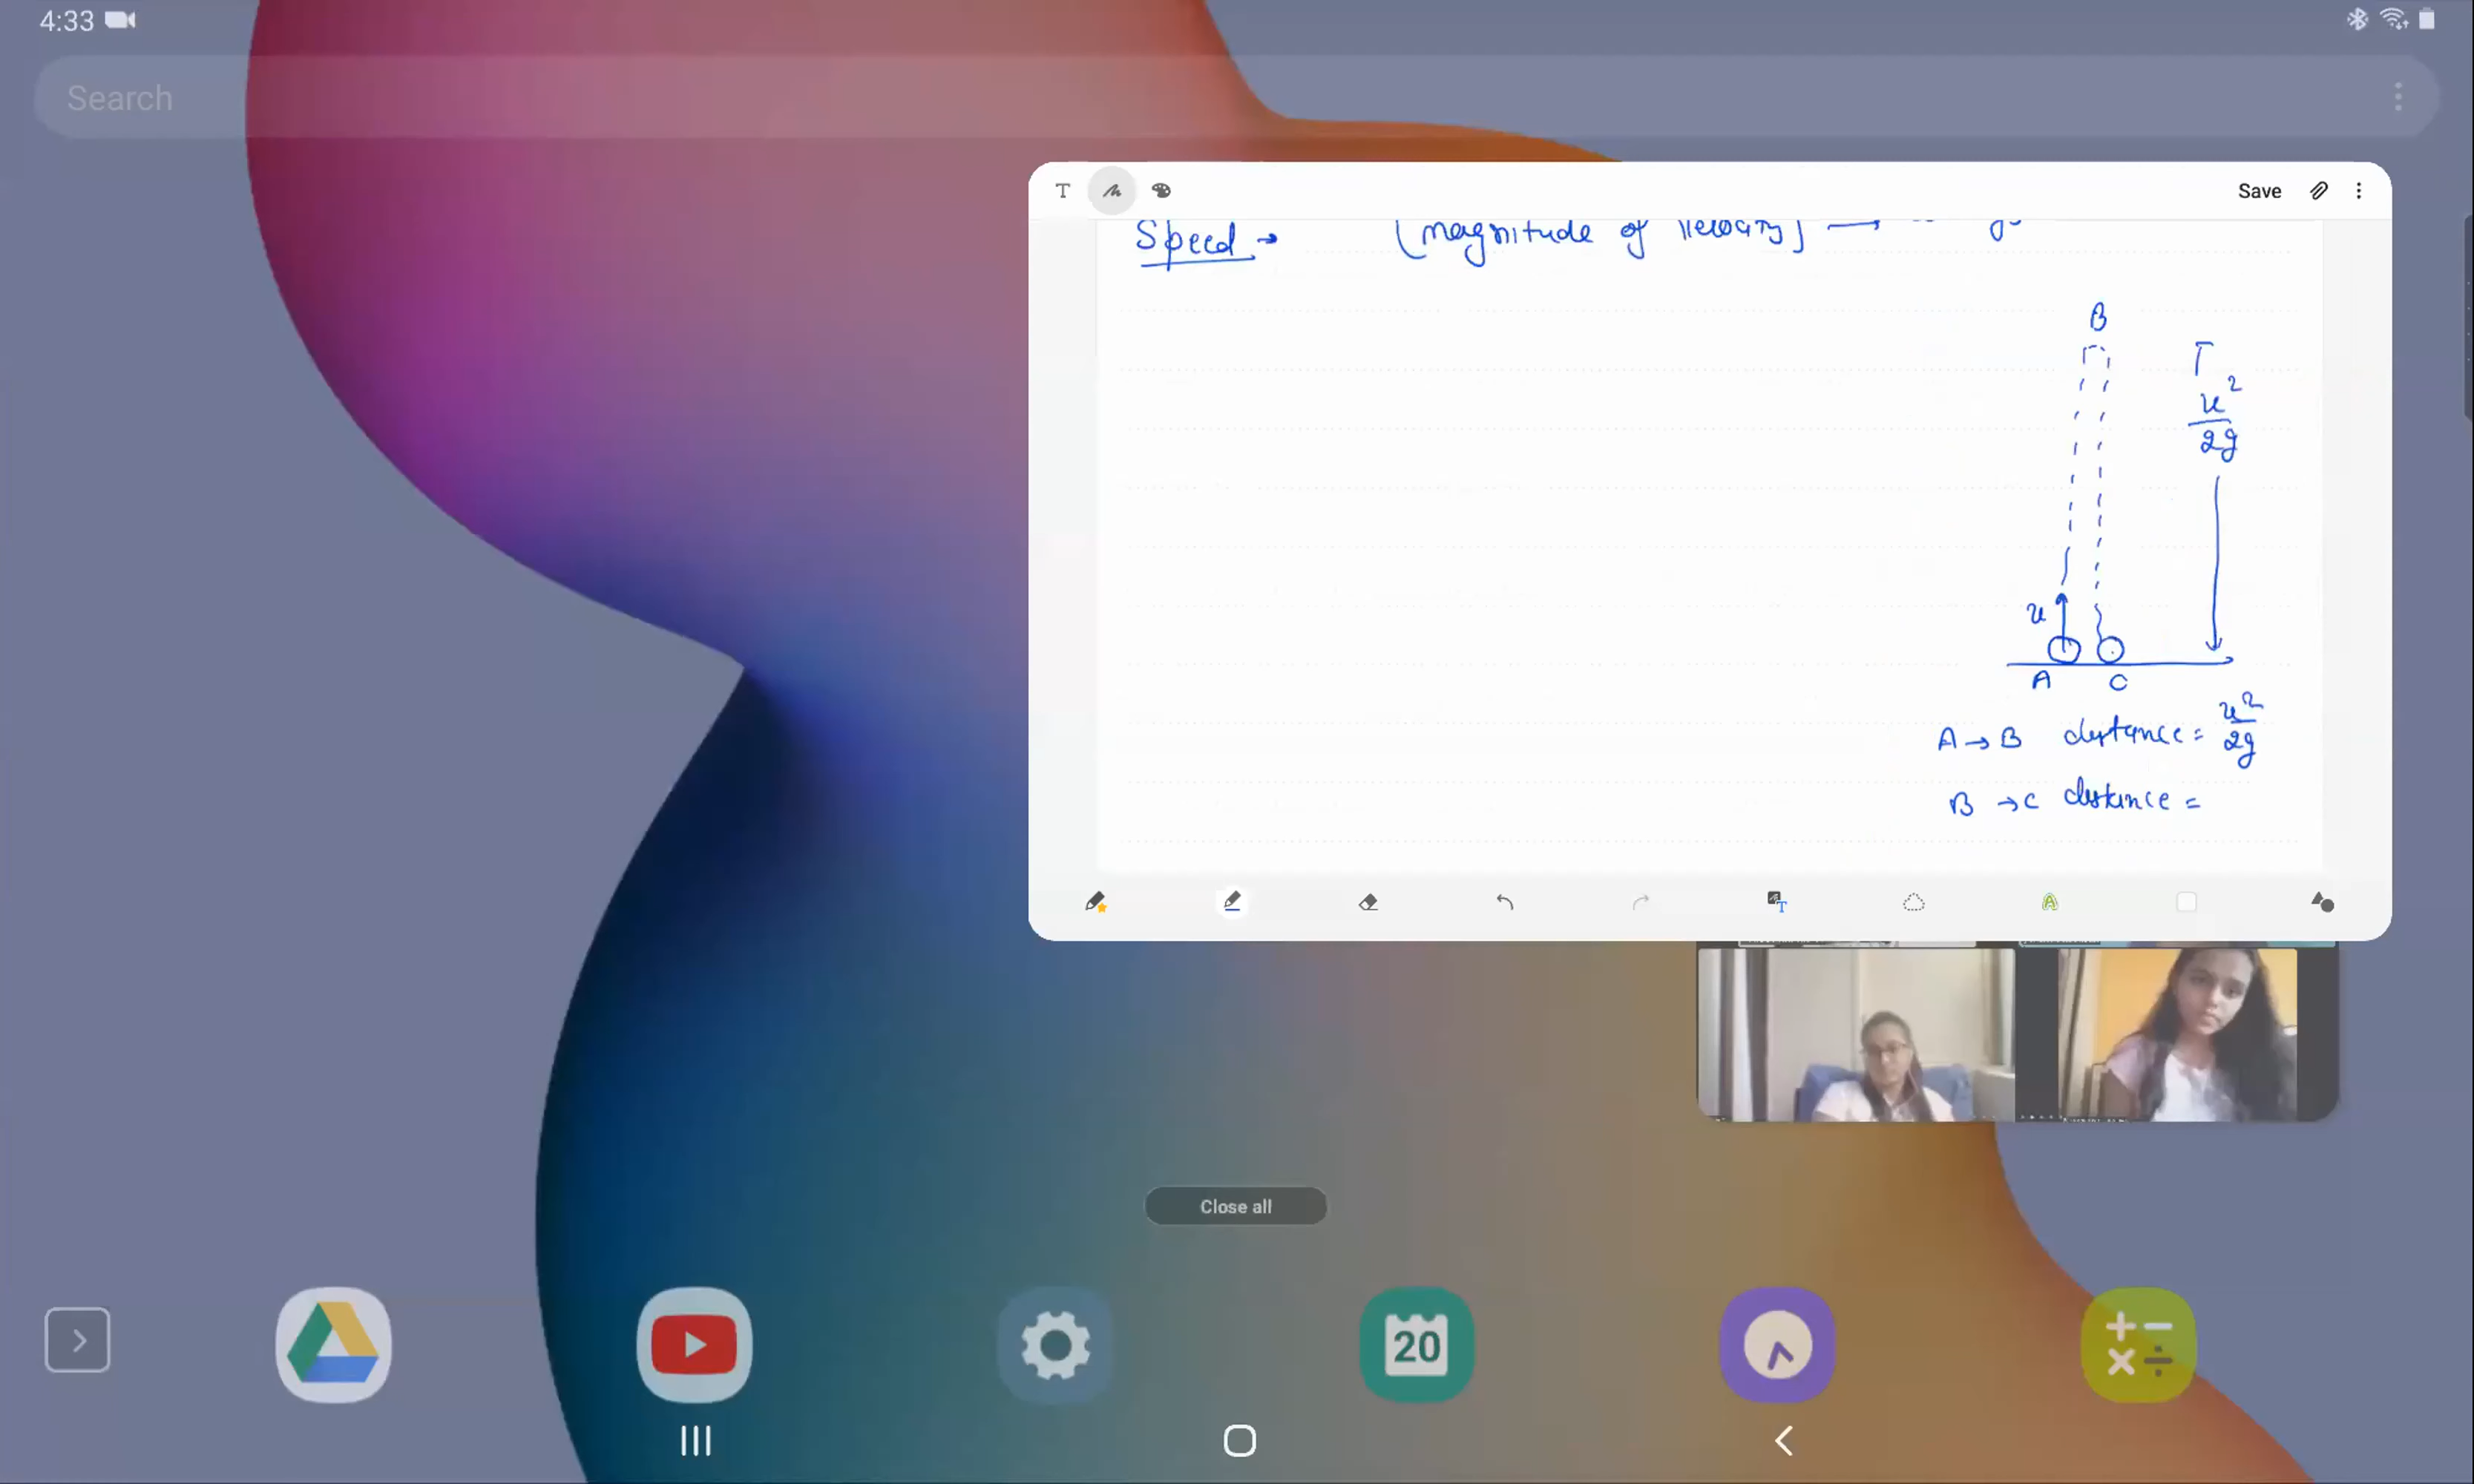 4:33
Search
T
Save
Speed → (magnitude of velocity) →
B
u²
2g
u
A C
A → B distance = u²/2g
B → C distance =
T
A
Close all
20